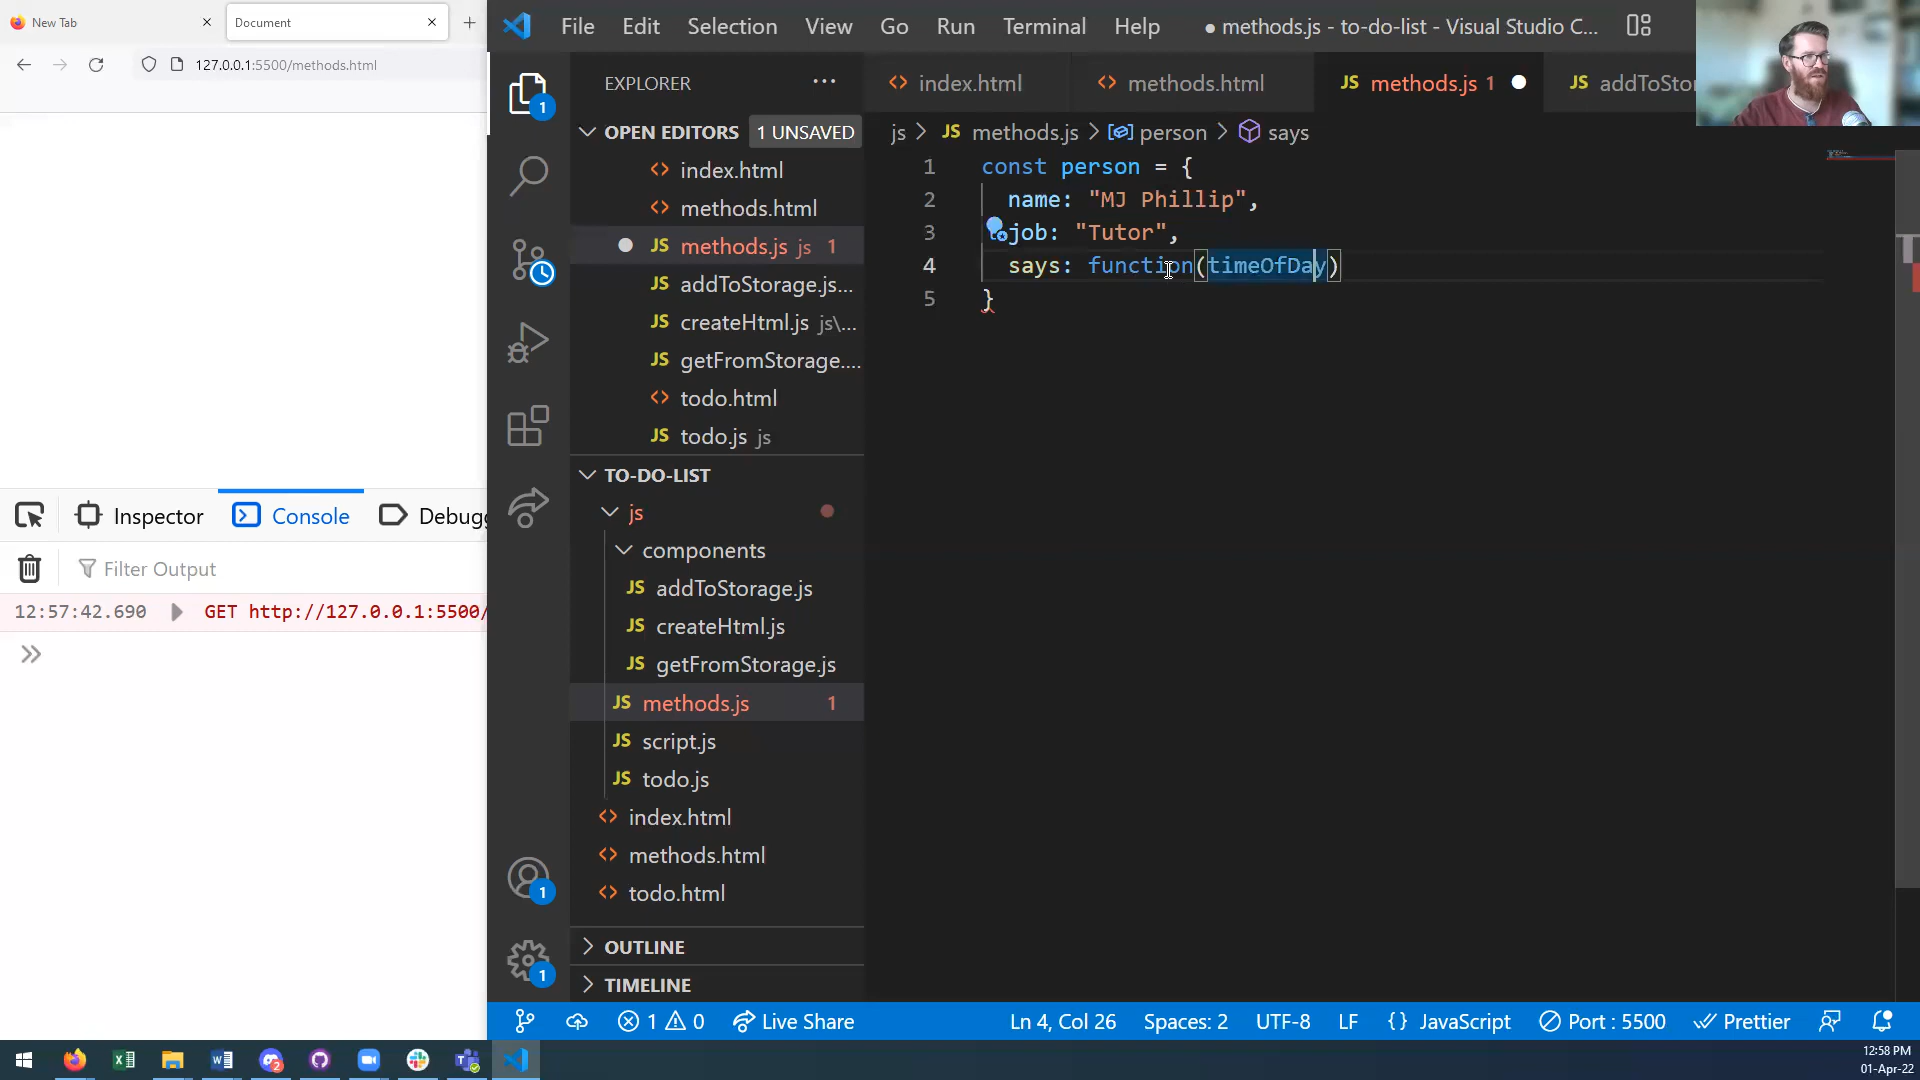 New Tab
Document
127.0.0.1:5500/methods.html
Inspector
Console
Debugg
Filter Output
12:57:42.690
GET http://127.0.0.1:5500/
File Edit Selection View Go Run Terminal Help
● methods.js - to-do-list - Visual Studio C...
EXPLORER
OPEN EDITORS
1 UNSAVED
index.html
methods.html
methods.js js 1
addToStorage.js...
createHtml.js js\...
getFromStorage....
todo.html
todo.js js
TO-DO-LIST
js
components
JS addToStorage.js
JS createHtml.js
JS getFromStorage.js
JS methods.js 1
JS script.js
JS todo.js
index.html
methods.html
todo.html
OUTLINE
TIMELINE
index.html
methods.html
JS methods.js 1
JS addToStor
js > JS methods.js > person > says
1 const person = {
2 name: "MJ Phillip",
3 job: "Tutor",
4 says: function(timeOfDay)
5 }
1 0
Live Share
Ln 4, Col 26
Spaces: 2
UTF-8
LF
{} JavaScript
Port : 5500
Prettier
12:58 PM
01-Apr-22